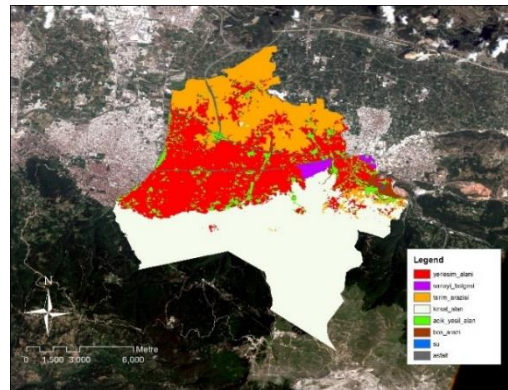 Legend
yerlesim_alani
sanayi_bolgesi
tarim_arazisi
orman_alan
acik_yesil_alan
bos_arazi
su
asfalt
N
0 1,500 3,000 6,000
Metre